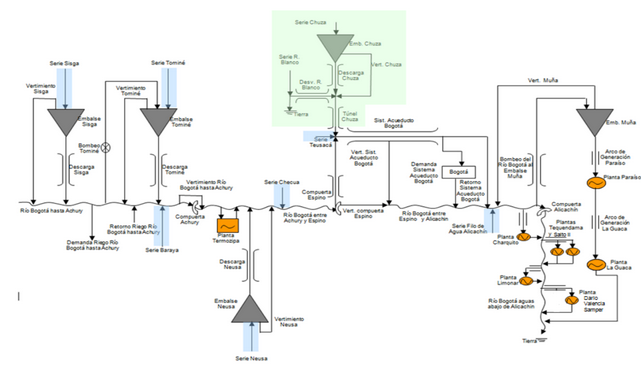 Serie Chuza
Emb. Chuza
Serie R.
Blanco
Vert. Chuza
Desv. R.
Blanco
Descarga
Chuza
Tierra
Túnel
Chuza
Serie Sisga
Serie Tominé
Vertimiento
Sisga
Vertimiento
Tominé
Embalse
Sisga
Embalse
Tominé
Bombeo
Tominé
Descarga
Sisga
Descarga
Tominé
Sist. Acueducto
Bogotá
Serie
Teusacá
Vert. Sist.
Acueducto
Bogotá
Demanda
Sistema
Acueducto
Bogotá
Bogotá
Retorno
Sistema
Acueducto
Bogotá
Vert. Muña
Emb. Muña
Bombeo del
Río Bogotá al
Embalse
Muña
Arco de
Generación
Paraíso
Planta Paraíso
Vertimiento Río
Bogotá hasta Achury
Serie Checua
Compuerta
Espino
Río Bogotá hasta Achury
Compuerta
Achury
Río Bogotá entre
Achury y Espino
Vert. compuerta
Espino
Río Bogotá entre
Espino y Alicachin
Compuerta
Alicachín
Retorno Riego Río
Bogotá hasta Achury
Demanda Riego Río
Bogotá hasta Achury
Serie Baraya
Planta
Termozipa
Serie Filo de
Agua Alicachín
Planta
Charquito
Plantas
Tequendama
y Salto II
Arco de
Generación
La Guaca
Descarga
Neusa
Planta
Limonar
Planta
La Guaca
Embalse
Neusa
Vertimiento
Neusa
Río Bogotá aguas
abajo de Alicachin
Planta
Darío
Valencia
Samper
Tierra
Serie Neusa